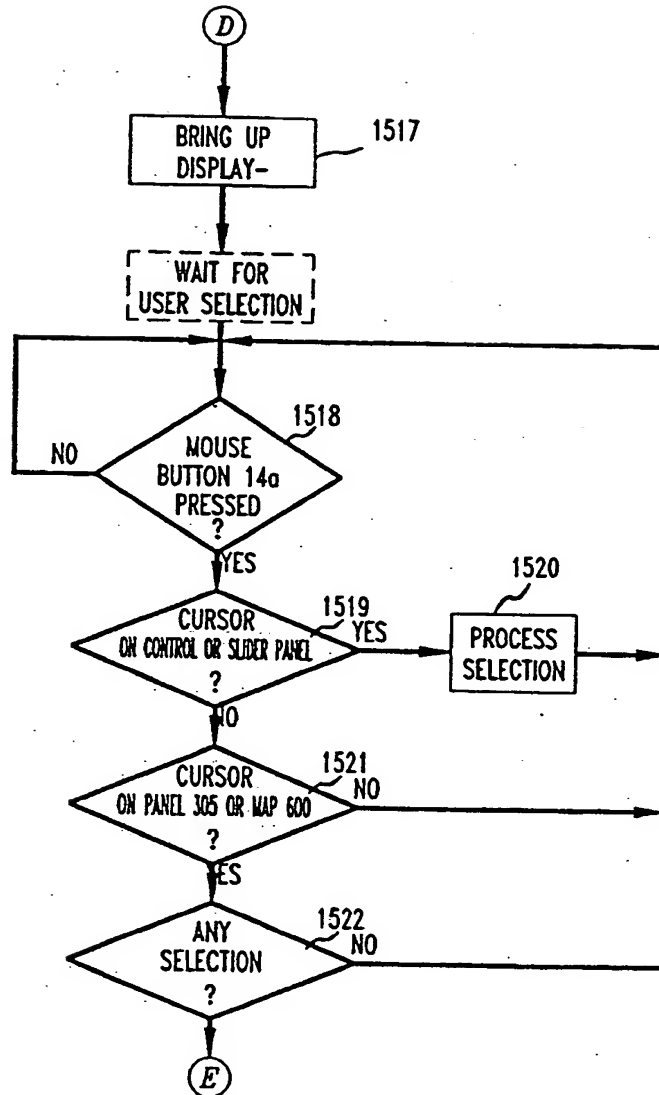 D
BRING UP
DISPLAY-
1517
WAIT FOR
USER SELECTION
1518
NO
MOUSE
BUTTON 14a
PRESSED
?
YES
1519
CURSOR
ON CONTROL OR SLIDER PANEL
?
YES
1520
PROCESS
SELECTION
NO
1521
CURSOR
ON PANEL 305 OR MAP 600
?
NO
YES
1522
ANY
SELECTION
?
NO
E